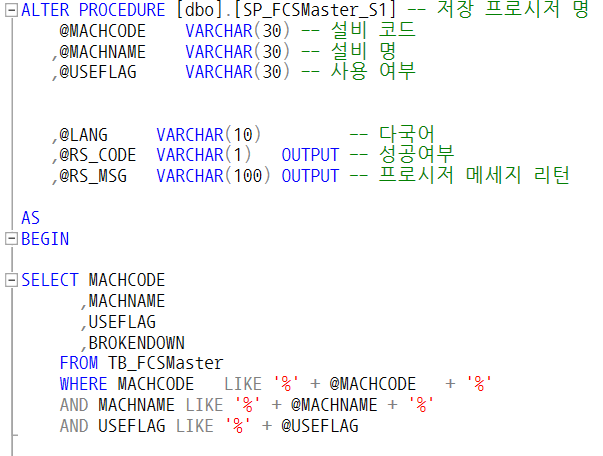 ALTER PROCEDURE [dbo].[SP_FCSMaster_S1] -- 저장 프로시저 명
@MACHCODE VARCHAR(30) -- 설비 코드
,@MACHNAME VARCHAR(30) -- 설비 명
,@USEFLAG VARCHAR(30) -- 사용 여부
,@LANG VARCHAR(10) -- 다국어
,@RS_CODE VARCHAR(1) OUTPUT -- 성공여부
,@RS_MSG VARCHAR(100) OUTPUT -- 프로시저 메세지 리턴
AS
BEGIN
SELECT MACHCODE
,MACHNAME
,USEFLAG
,BROKENDOWN
FROM TB_FCSMaster
WHERE MACHCODE LIKE '%' + @MACHCODE + '%'
AND MACHNAME LIKE '%' + @MACHNAME + '%'
AND USEFLAG LIKE '%' + @USEFLAG